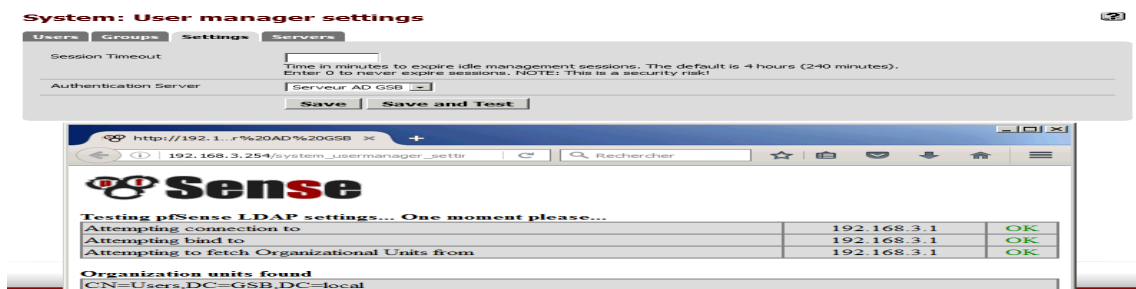 System: User manager settings
Users Groups Settings Servers
Session Timeout
Time in minutes to expire idle management sessions. The default is 4 hours (240 minutes).
Enter 0 to never expire sessions. NOTE: This is a security risk!
Authentication Server
Serveur AD GSB
Save Save and Test
http://192.1...r%20AD%20GSB
192.168.3.254/system_usermanager_settir
Rechercher
pf Sense
Testing pfSense LDAP settings... One moment please...
Attempting connection to 192.168.3.1 OK
Attempting bind to 192.168.3.1 OK
Attempting to fetch Organizational Units from 192.168.3.1 OK
Organization units found
CN=Users,DC=GSB,DC=local